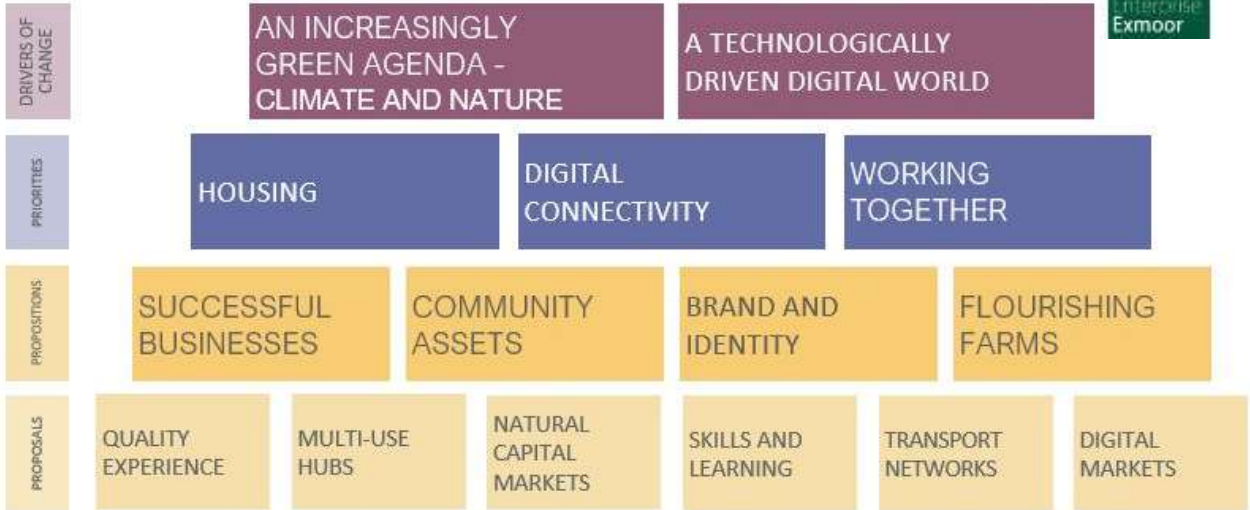 Enterprise
Exmoor
DRIVERS OF
CHANGE
AN INCREASINGLY
GREEN AGENDA -
CLIMATE AND NATURE
A TECHNOLOGICALLY
DRIVEN DIGITAL WORLD
PRIORITIES
HOUSING
DIGITAL
CONNECTIVITY
WORKING
TOGETHER
PROPOSITIONS
SUCCESSFUL
BUSINESSES
COMMUNITY
ASSETS
BRAND AND
IDENTITY
FLOURISHING
FARMS
PROPOSALS
QUALITY
EXPERIENCE
MULTI-USE
HUBS
NATURAL
CAPITAL
MARKETS
SKILLS AND
LEARNING
TRANSPORT
NETWORKS
DIGITAL
MARKETS